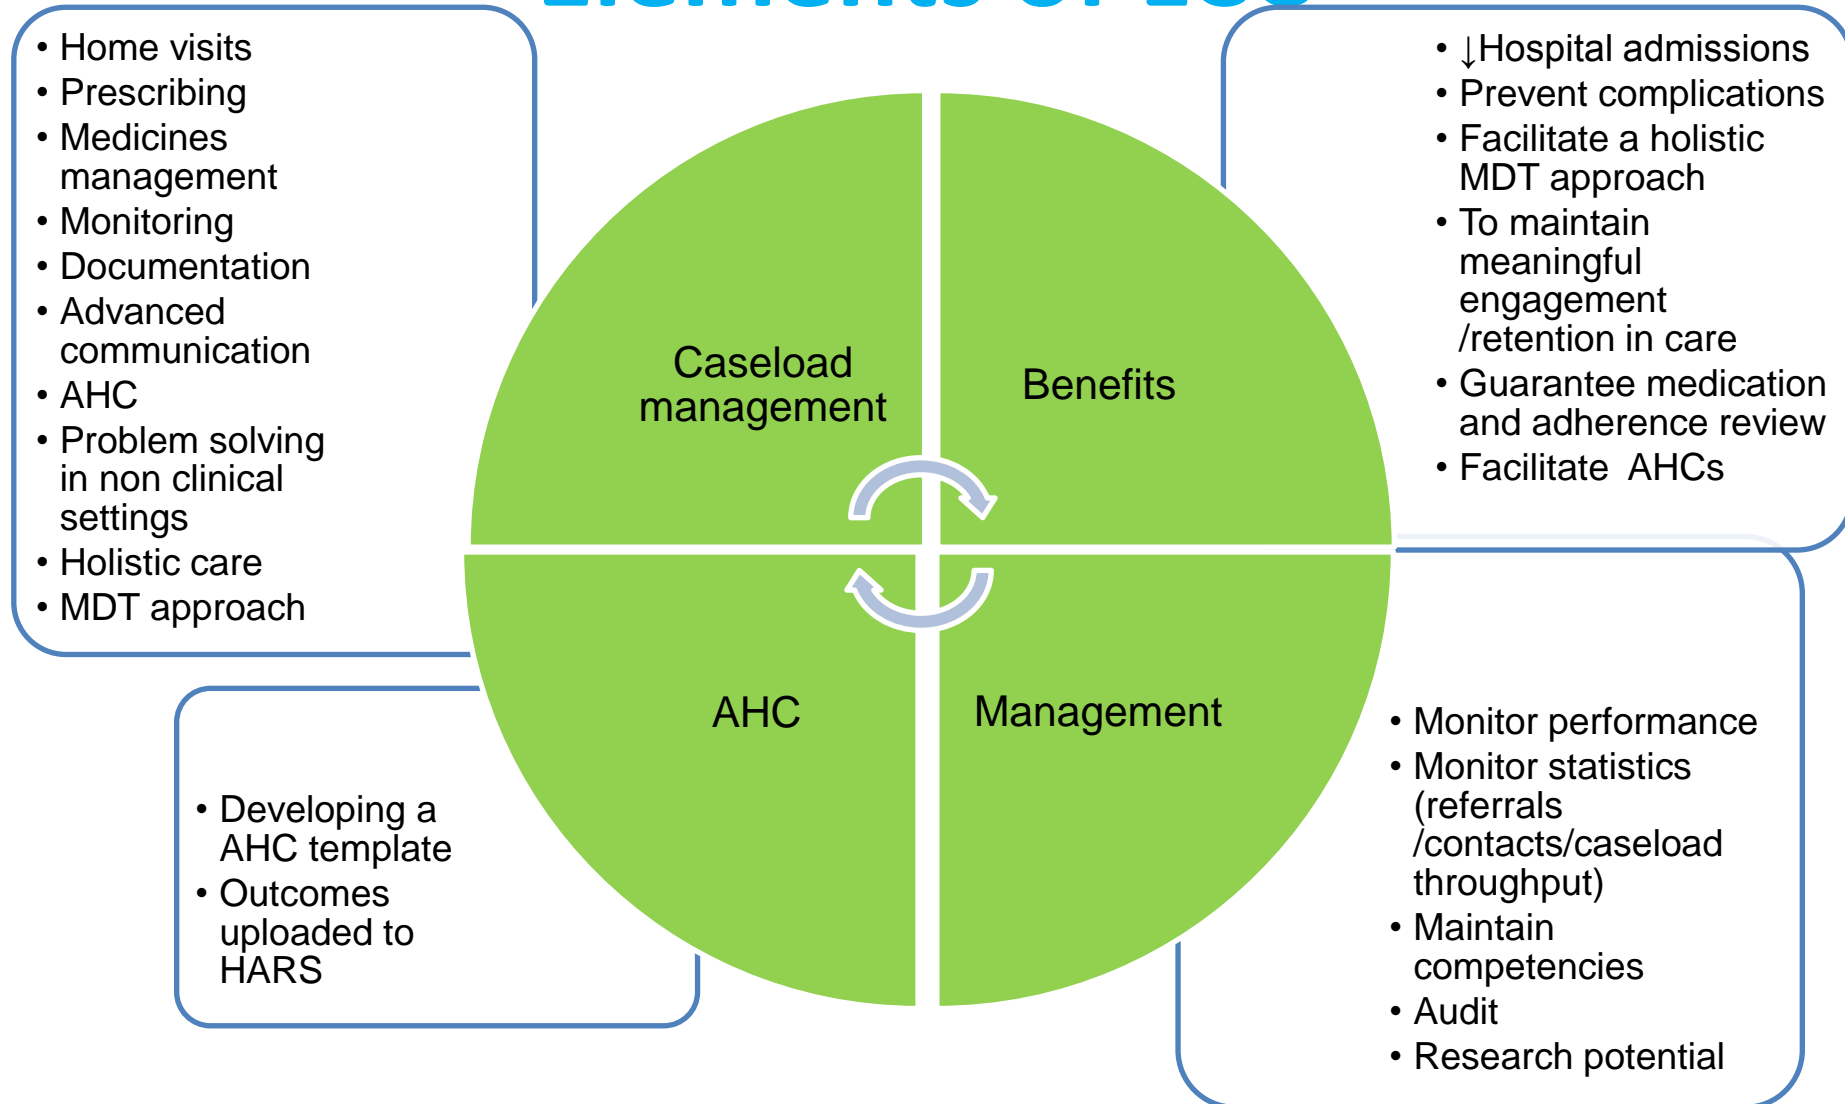 Elements of
• Home visits
• Prescribing
• Medicines
management
• Monitoring
• Documentation
• Advanced
communication
• AHC
• Problem solving
in non clinical
settings
• Holistic care
• MDT approach
• ↓Hospital admissions
• Prevent complications
• Facilitate a holistic
MDT approach
• To maintain
meaningful
engagement
/retention in care
• Guarantee medication
and adherence review
• Facilitate  AHCs
Caseload
management
Benefits
AHC
Management
• Developing a
AHC template
• Outcomes
uploaded to
HARS
• Monitor performance
• Monitor statistics
(referrals
/contacts/caseload
throughput)
• Maintain
competencies
• Audit
• Research potential